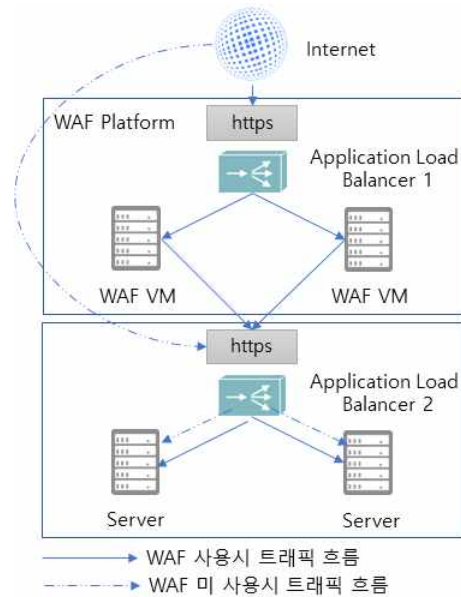 Internet
WAF Platform
https
Application Load
Balancer 1
WAF VM
WAF VM
https
Application Load
Balancer 2
Server
Server
WAF 사용시 트래픽 흐름
WAF 미 사용시 트래픽 흐름